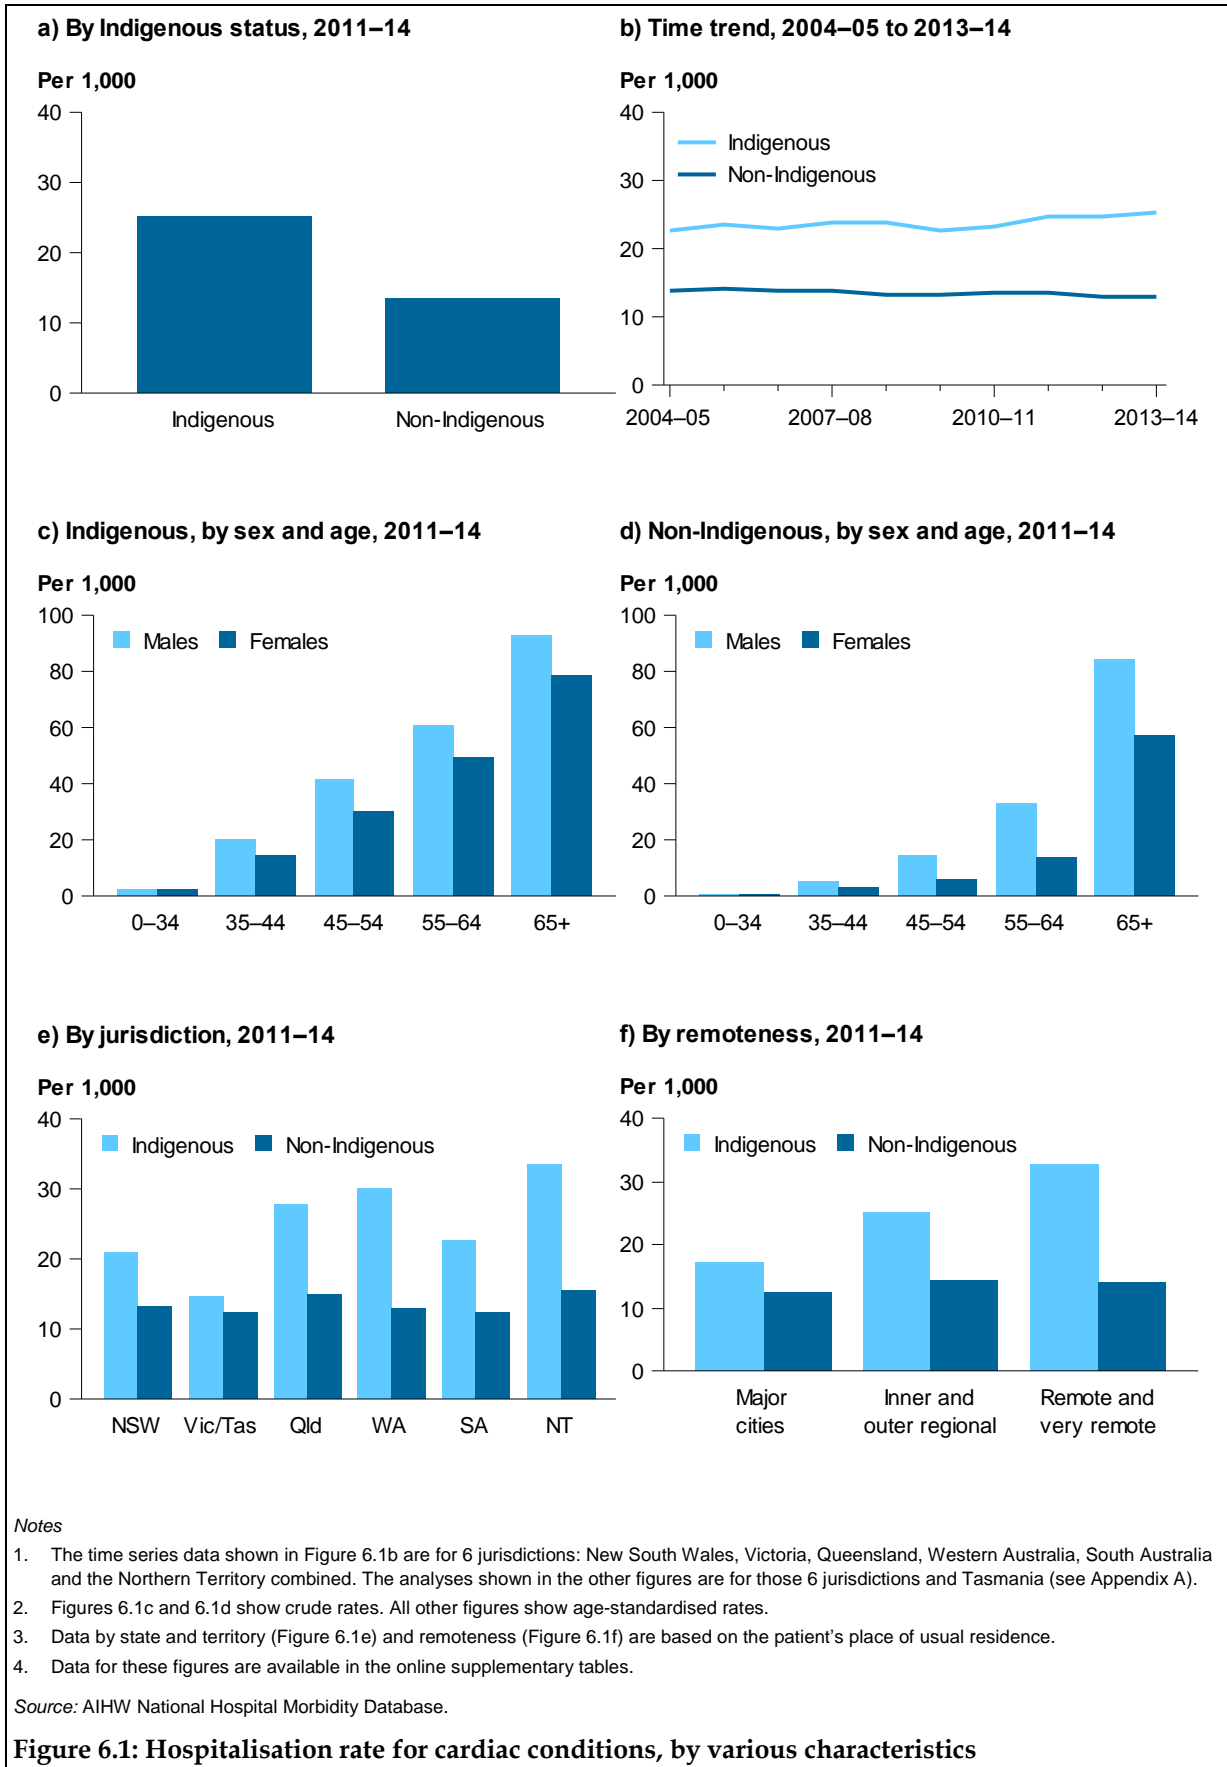 a) By Indigenous status, 2011–14
Per 1,000
40
30
20
10
0
Indigenous
Non-Indigenous
b) Time trend, 2004–05 to 2013–14
Per 1,000
40
30
20
10
0
Indigenous
Non-Indigenous
2004–05
2007–08
2010–11
2013–14
c) Indigenous, by sex and age, 2011–14
Per 1,000
100
80
60
40
20
0
Males
Females
0–34
35–44
45–54
55–64
65+
d) Non-Indigenous, by sex and age, 2011–14
Per 1,000
100
80
60
40
20
0
Males
Females
0–34
35–44
45–54
55–64
65+
e) By jurisdiction, 2011–14
Per 1,000
40
30
20
10
0
Indigenous
Non-Indigenous
NSW
Vic/Tas
Qld
WA
SA
NT
f) By remoteness, 2011–14
Per 1,000
40
30
20
10
0
Indigenous
Non-Indigenous
Major
cities
Inner and
outer regional
Remote and
very remote
Notes
1. The time series data shown in Figure 6.1b are for 6 jurisdictions: New South Wales, Victoria, Queensland, Western Australia, South Australia
and the Northern Territory combined. The analyses shown in the other figures are for those 6 jurisdictions and Tasmania (see Appendix A).
2. Figures 6.1c and 6.1d show crude rates. All other figures show age-standardised rates.
3. Data by state and territory (Figure 6.1e) and remoteness (Figure 6.1f) are based on the patient's place of usual residence.
4. Data for these figures are available in the online supplementary tables.
Source: AIHW National Hospital Morbidity Database.
Figure 6.1: Hospitalisation rate for cardiac conditions, by various characteristics